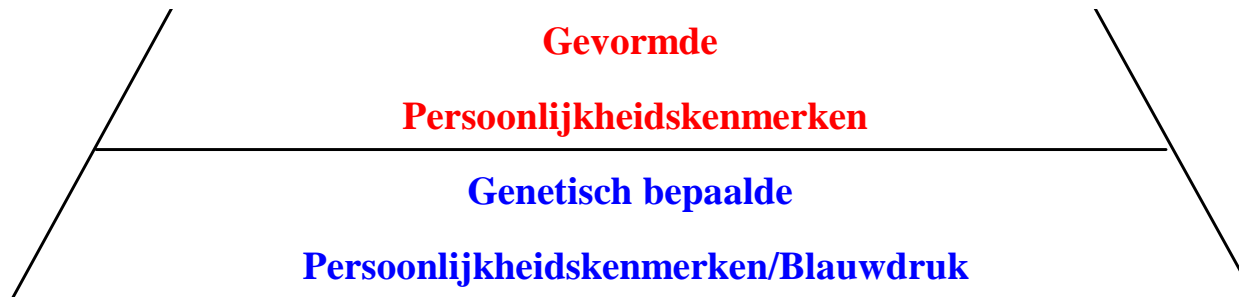 Gevormde
Persoonlijkheidskenmerken
Genetisch bepaalde
Persoonlijkheidskenmerken/Blauwdruk